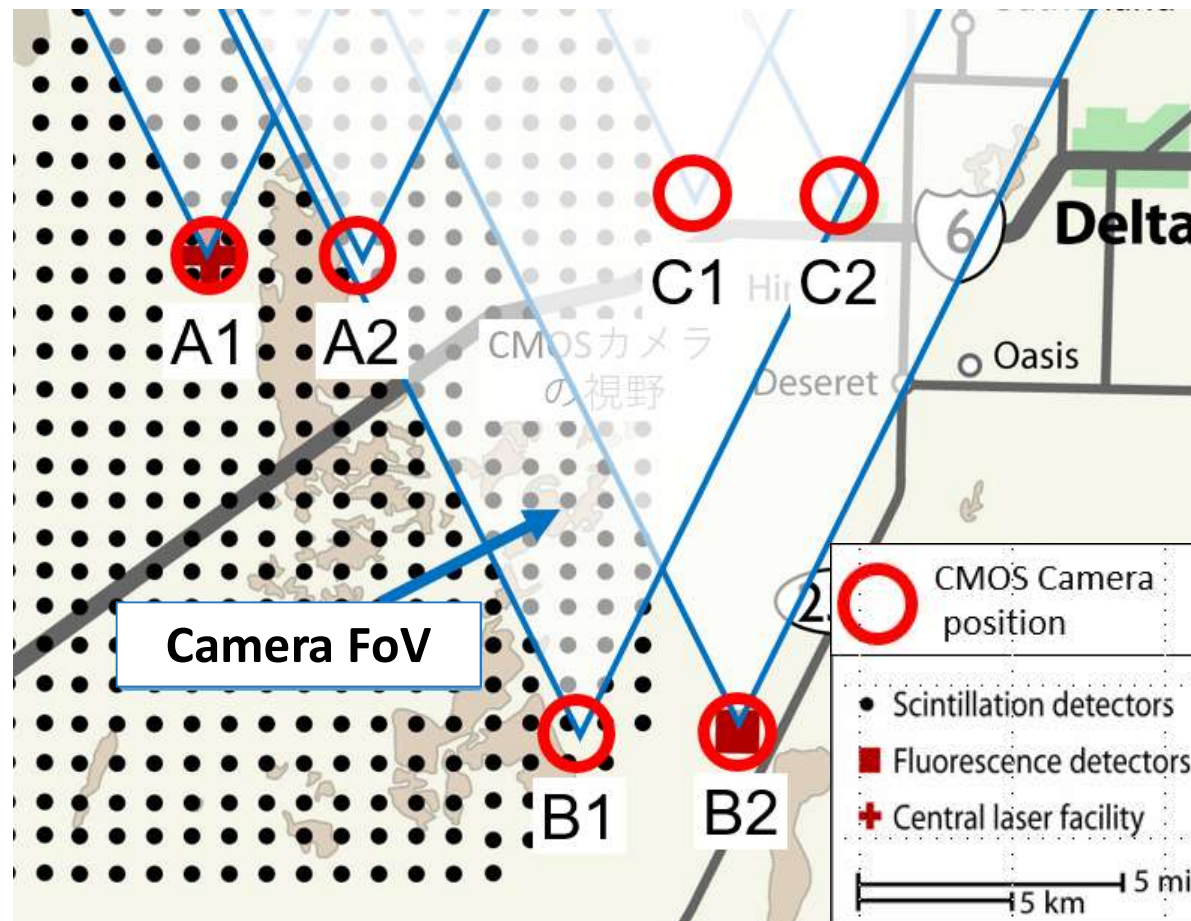 6
Delta
A1
A2
C1
Hin
C2
CMOSカメラ
の視野
Oasis
Deseret
Camera FoV
CMOS Camera
position
Scintillation detectors
Fluorescence detectors
Central laser facility
B1
B2
5 mi
5 km